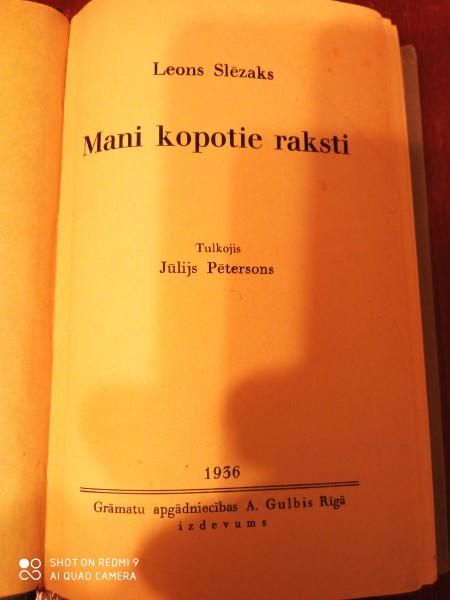 Leons Slēzaks
Mani kopotie raksti
Tulkojis
Jūlijs Pētersons
1936
Grāmatu apgādniecības A. Gulbis Rīgā
izdevums
SHOT ON REDMI 9
AI QUAD CAMERA